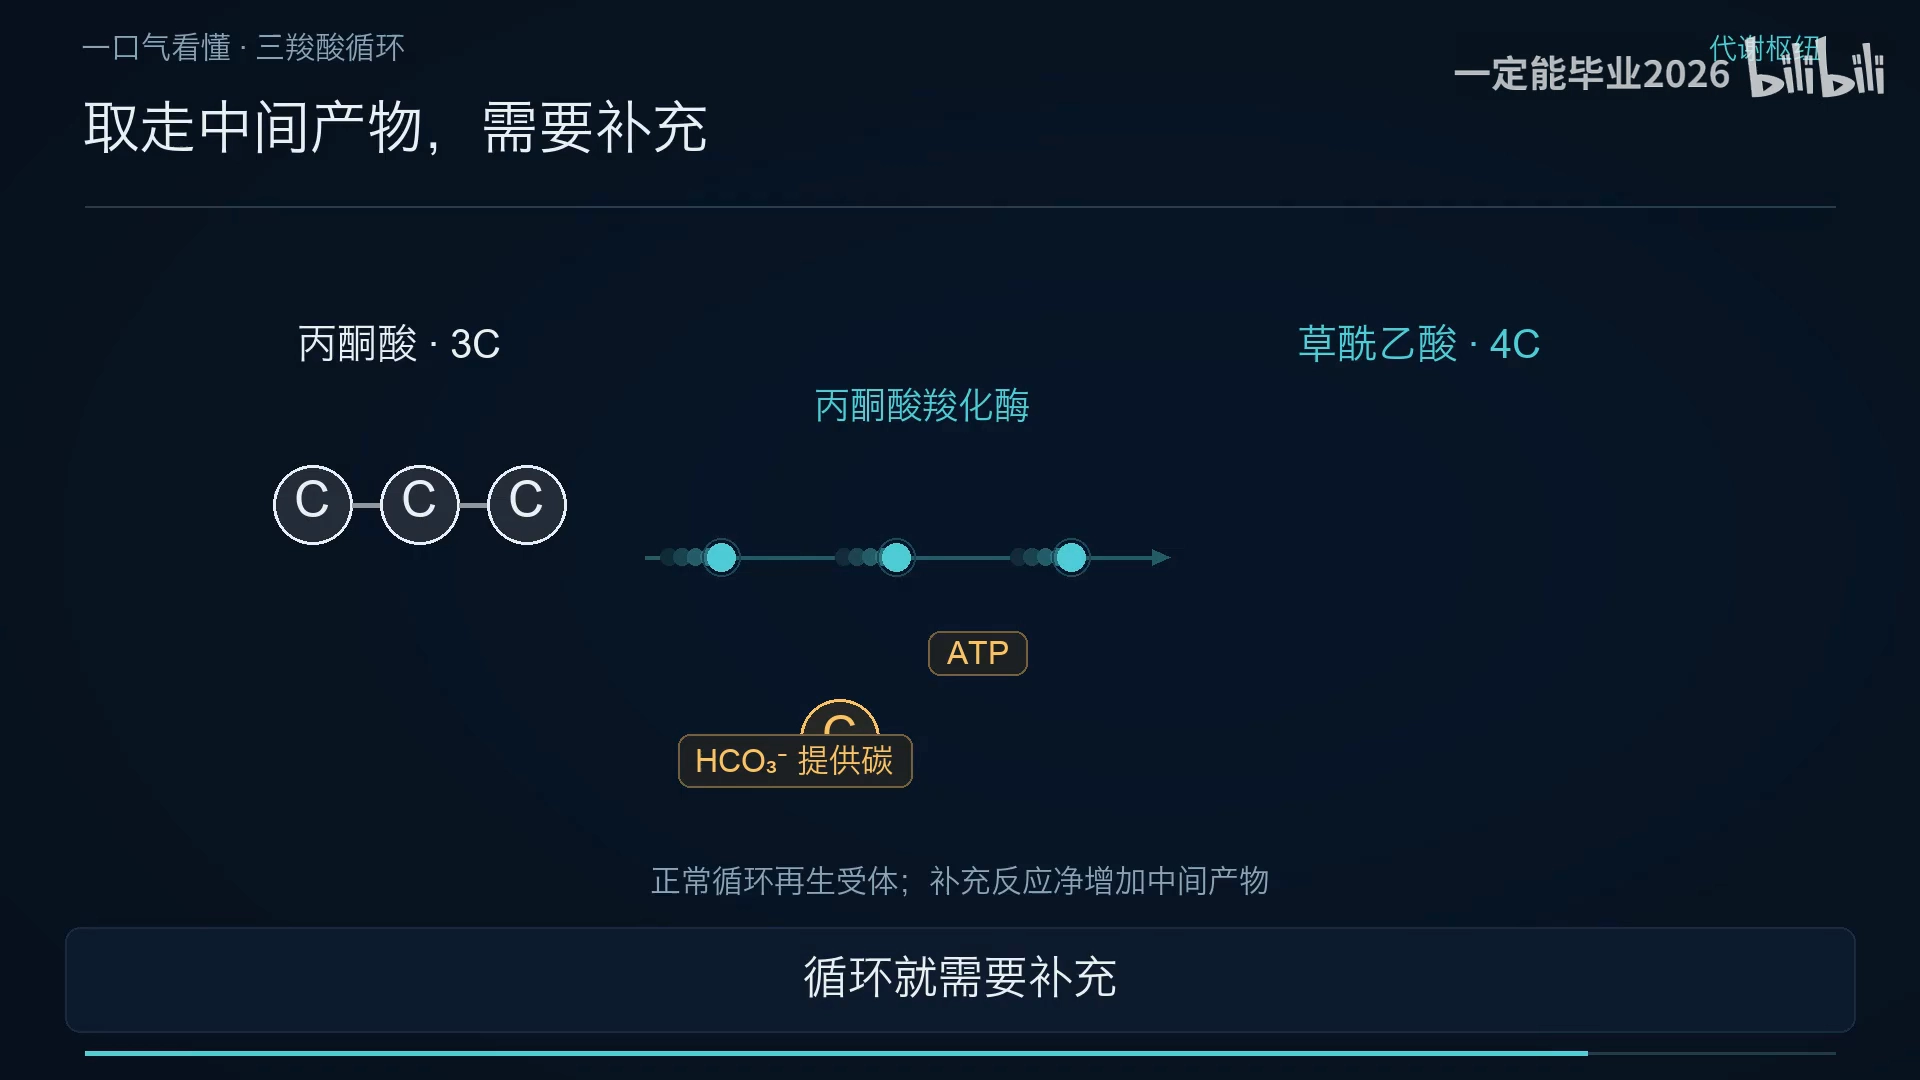 一口气看懂 · 三羧酸循环
代谢枢纽
一定能毕业2026 bilibili
取走中间产物，需要补充
丙酮酸 · 3C
草酰乙酸 · 4C
丙酮酸羧化酶
C C C
ATP
C
HCO₃⁻ 提供碳
正常循环再生受体；补充反应净增加中间产物
循环就需要补充